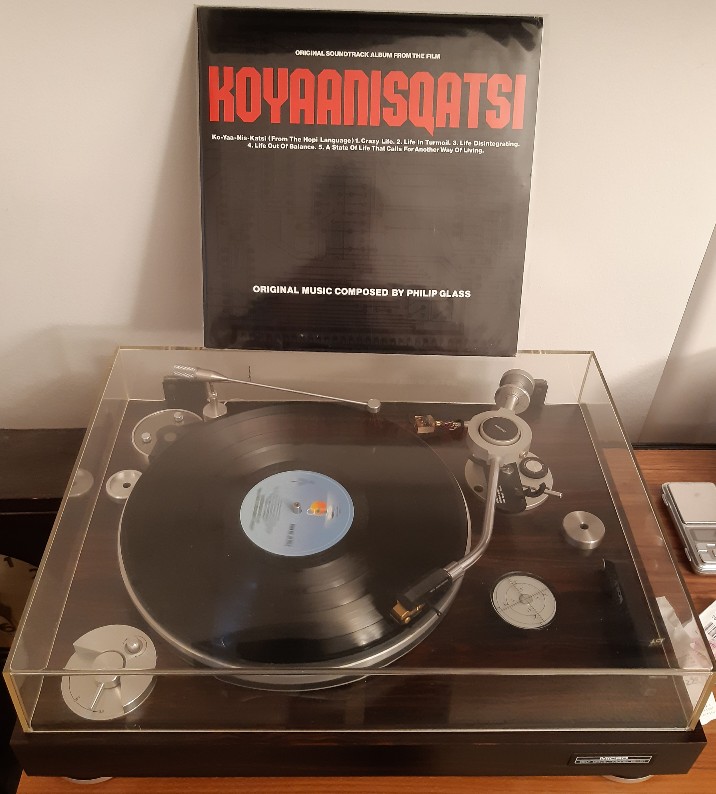 ORIGINAL SOUNDTRACK ALBUM FROM THE FILM
KOYAANISQATSI
Ko-Yaa-Nis-Katsi (From The Hopi Language) 1. Crazy Life. 2. Life In Turmoil. 3. Life Disintegrating.
4. Life Out Of Balance. 5. A State Of Life That Calls For Another Way Of Living.
ORIGINAL MUSIC COMPOSED BY PHILIP GLASS
MICRO